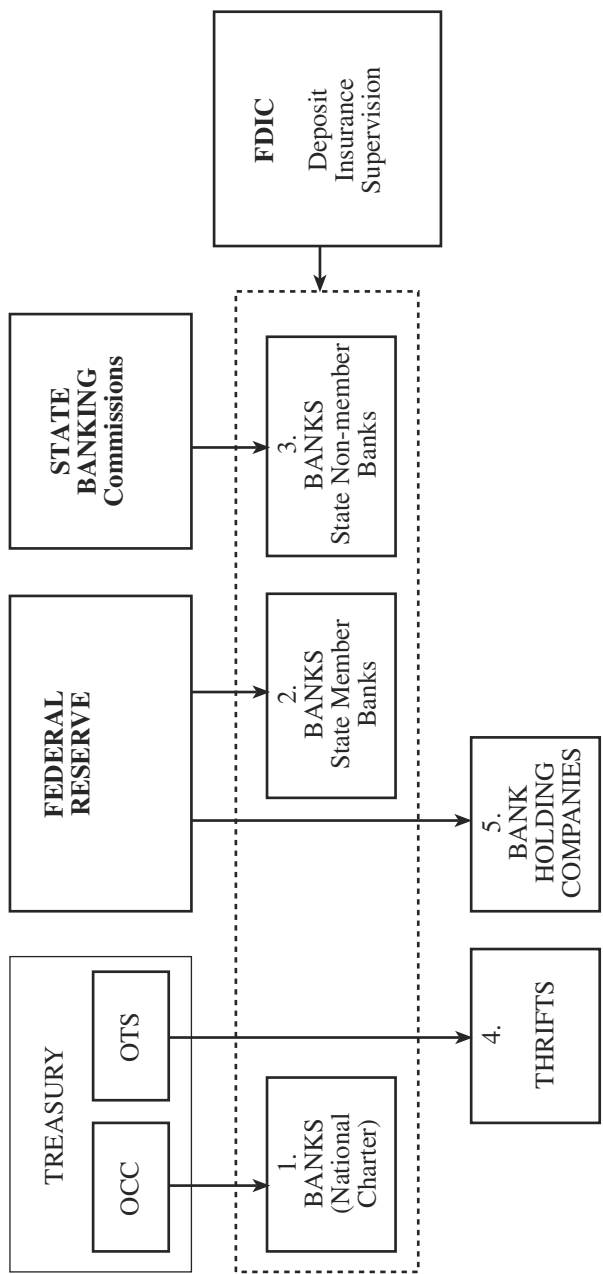 TREASURY
OCC
OTS
FEDERAL
RESERVE
STATE
BANKING
Commissions
1.
BANKS
(National
Charter)
2.
BANKS
State Member
Banks
3.
BANKS
State Non-member
Banks
FDIC
Deposit
Insurance
Supervision
4.
THRIFTS
5.
BANK
HOLDING
COMPANIES